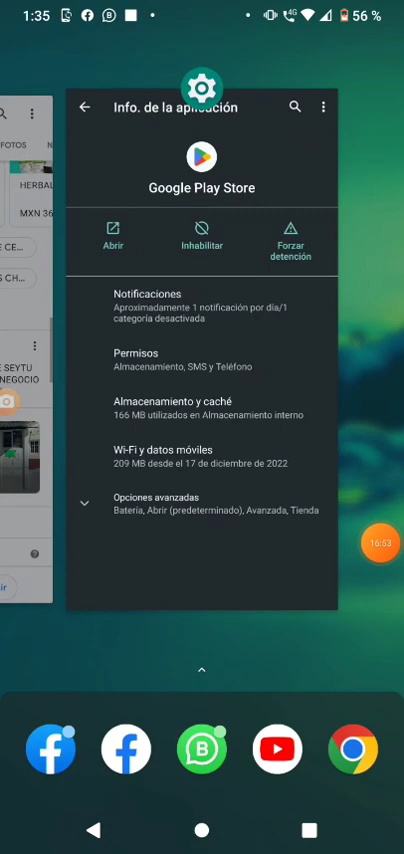 1:35
56 %
Info. de la aplicación
FOTOS
N
HERBAL
MXN 36
CE...
S CH...
E SEYTU
NEGOCIO
ir
Google Play Store
Abrir
Inhabilitar
Forzar
detención
Notificaciones
Aproximadamente 1 notificación por día/1
categoría desactivada
Permisos
Almacenamiento, SMS y Teléfono
Almacenamiento y caché
166 MB utilizados en Almacenamiento interno
Wi-Fi y datos móviles
209 MB desde el 17 de diciembre de 2022
Opciones avanzadas
Batería, Abrir (predeterminado), Avanzada, Tienda
16:53